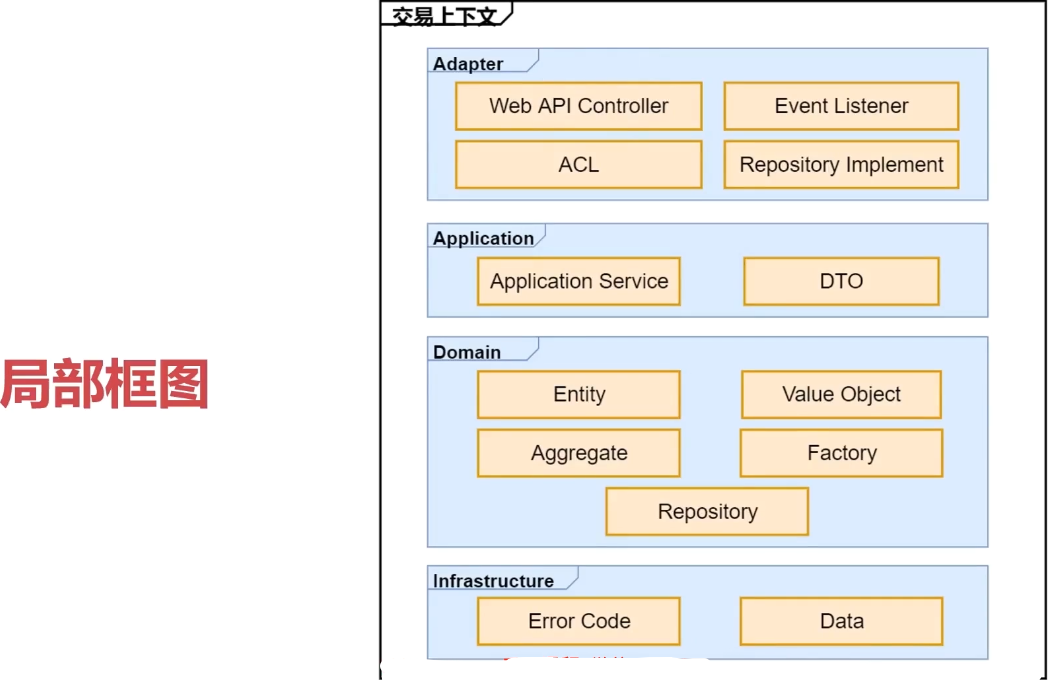 交易上下文
Adapter
Web API Controller
Event Listener
ACL
Repository Implement
Application
Application Service
DTO
局部框图
Domain
Entity
Value Object
Aggregate
Factory
Repository
Infrastructure
Error Code
Data